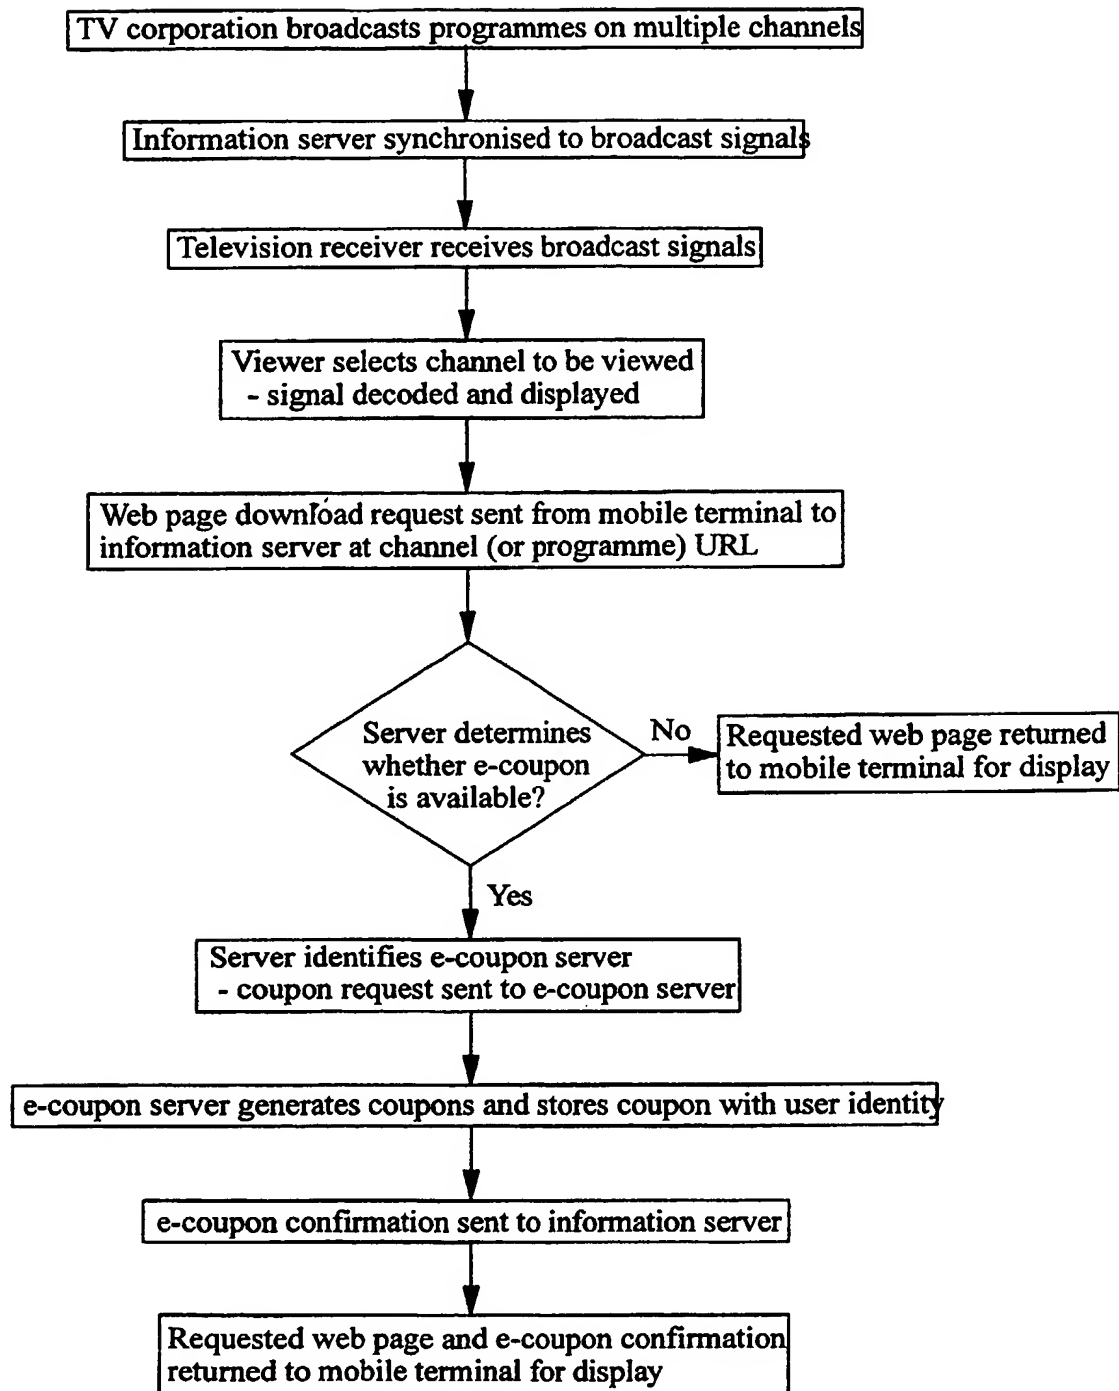 TV corporation broadcasts programmes on multiple channels
Information server synchronised to broadcast signals
Television receiver receives broadcast signals
Viewer selects channel to be viewed
- signal decoded and displayed
Web page download request sent from mobile terminal to
information server at channel (or programme) URL
Server determines
whether e-coupon
is available?
No
Requested web page returned
to mobile terminal for display
Yes
Server identifies e-coupon server
- coupon request sent to e-coupon server
e-coupon server generates coupons and stores coupon with user identity
e-coupon confirmation sent to information server
Requested web page and e-coupon confirmation
returned to mobile terminal for display